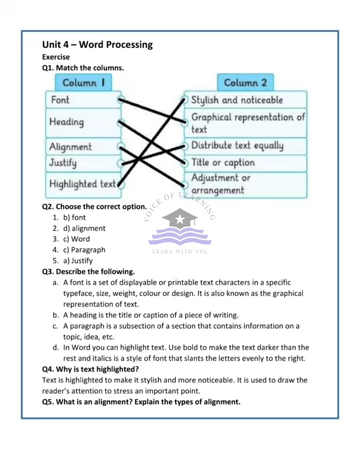 Unit 4 – Word Processing
Exercise
Q1. Match the columns.
Column 1
Column 2
Font
Stylish and noticeable
Heading
Graphical representation of
text
Alignment
Distribute text equally
Justify
Title or caption
Highlighted text
Adjustment or
arrangement
Q2. Choose the correct option.
VOICE OF LEARNING
LEARN WITH YOU
1. b) font
2. d) alignment
3. c) Word
4. c) Paragraph
5. a) Justify
Q3. Describe the following.
a. A font is a set of displayable or printable text characters in a specific
typeface, size, weight, colour or design. It is also known as the graphical
representation of text.
b. A heading is the title or caption of a piece of writing.
c. A paragraph is a subsection of a section that contains information on a
topic, idea, etc.
d. In Word you can highlight text. Use bold to make the text darker than the
rest and italics is a style of font that slants the letters evenly to the right.
Q4. Why is text highlighted?
Text is highlighted to make it stylish and more noticeable. It is used to draw the
reader's attention to stress an important point.
Q5. What is an alignment? Explain the types of alignment.